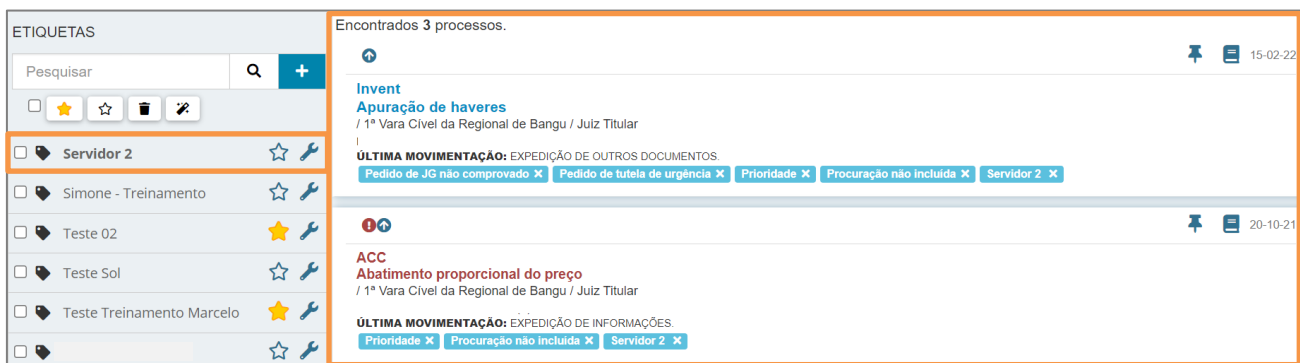 ETIQUETAS
Pesquisar
Servidor 2
Simone - Treinamento
Teste 02
Teste Sol
Teste Treinamento Marcelo
Encontrados 3 processos.
15-02-22
Invent
Apuração de haveres
/ 1ª Vara Cível da Regional de Bangu / Juiz Titular
ÚLTIMA MOVIMENTAÇÃO: EXPEDIÇÃO DE OUTROS DOCUMENTOS.
Pedido de JG não comprovado × Pedido de tutela de urgência × Prioridade × Procuração não incluida × Servidor 2 ×
20-10-21
ACC
Abatimento proporcional do preço
/ 1ª Vara Cível da Regional de Bangu / Juiz Titular
ÚLTIMA MOVIMENTAÇÃO: EXPEDIÇÃO DE INFORMAÇÕES.
Prioridade × Procuração não incluida × Servidor 2 ×